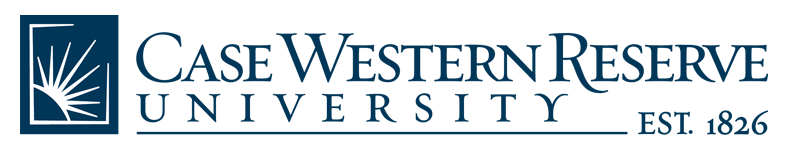 CASE WESTERN RESERVE
UNIVERSITY
EST. 1826